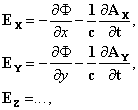 E_X = −∂Φ/∂x − 1/c ∂A_X/∂t,
E_Y = −∂Φ/∂y − 1/c ∂A_Y/∂t,
E_Z = ...,